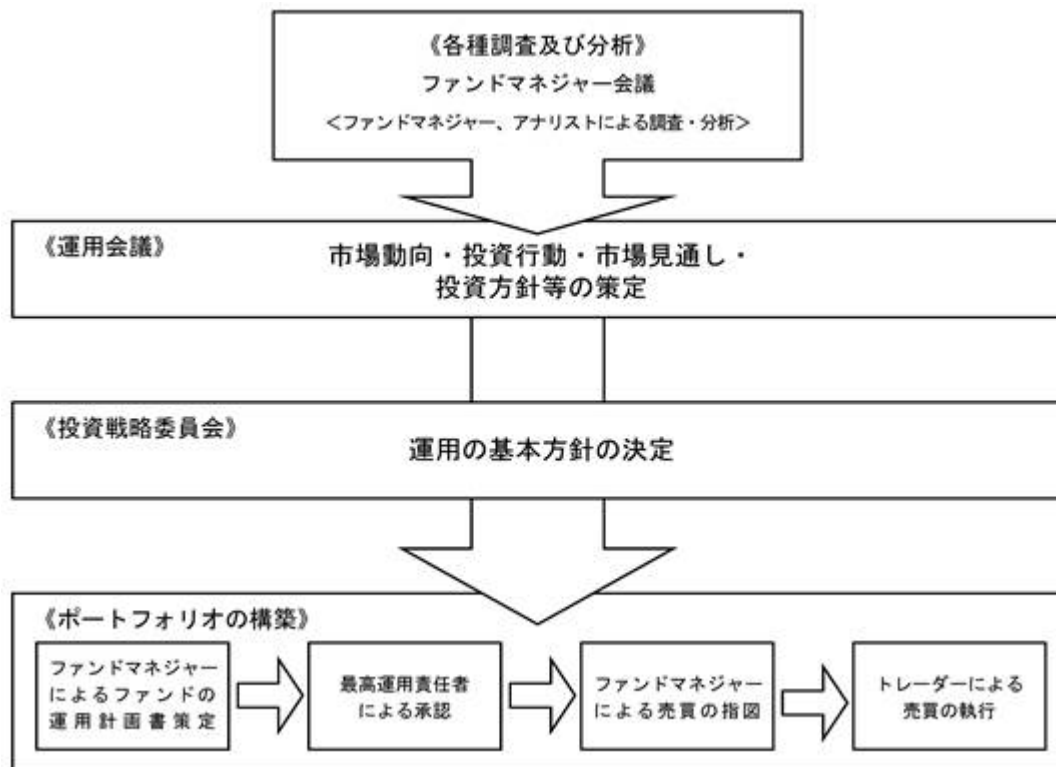 《各種調査及び分析》
ファンドマネジャー会議
＜ファンドマネジャー、アナリストによる調査・分析＞
《運用会議》
市場動向・投資行動・市場見通し・
投資方針等の策定
《投資戦略委員会》
運用の基本方針の決定
《ポートフォリオの構築》
ファンドマネジャー
によるファンドの
運用計画書策定
最高運用責任者
による承認
ファンドマネジャー
による売買の指図
トレーダーによる
売買の執行